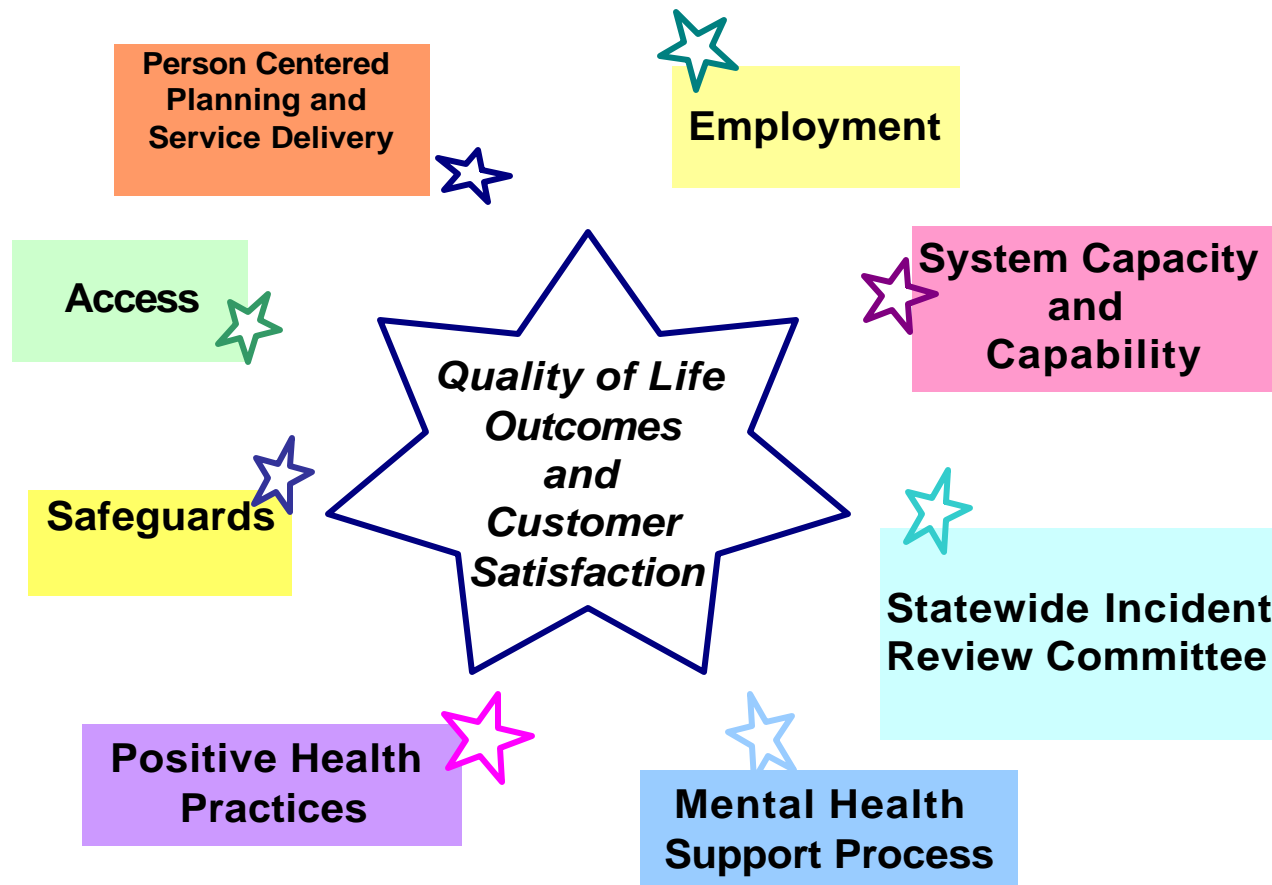 Person Centered
Planning and
Service Delivery
Employment
Access
System Capacity
and
Capability
Quality of Life
Outcomes
and
Customer
Satisfaction
Safeguards
Statewide Incident
Review Committee
Positive Health
Practices
Mental Health
Support Process